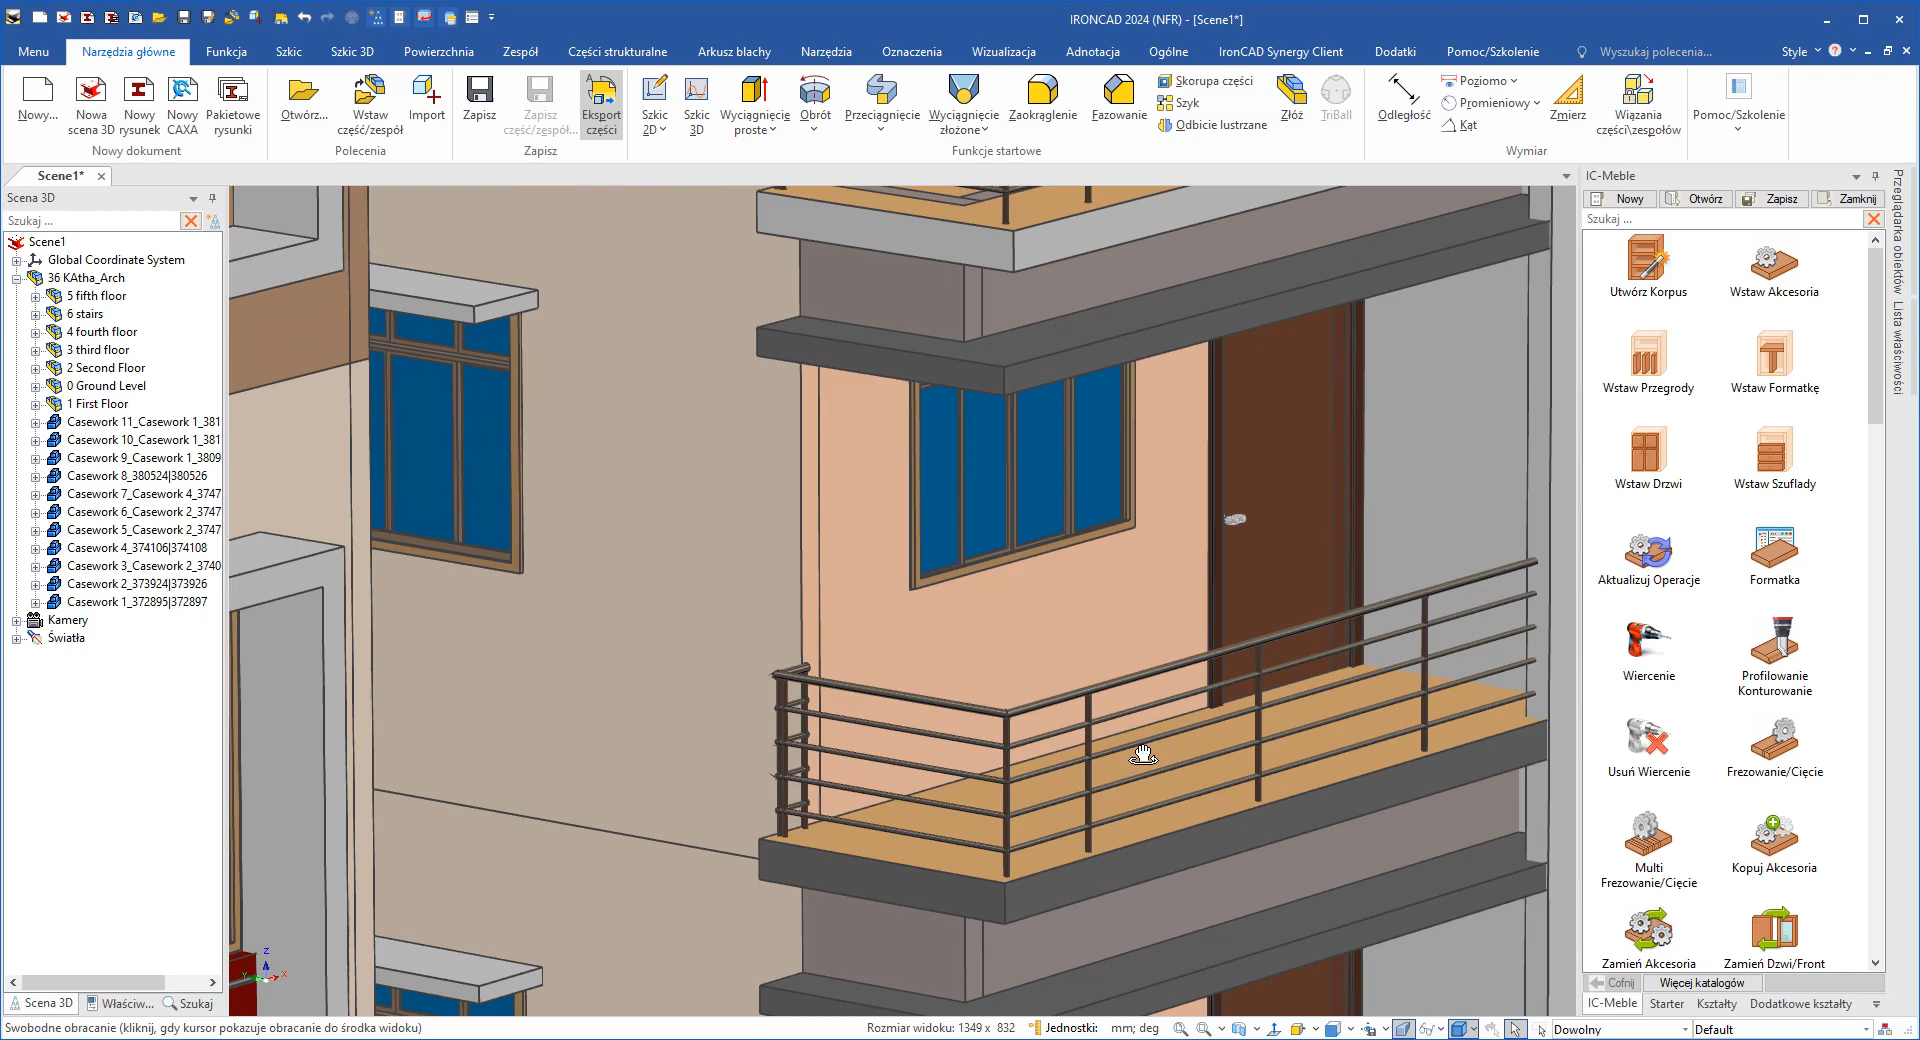 IRONCAD 2024 (NFR) - [Scene1*]
Menu Narzędzia główne Funkcja Szkic Szkic 3D Powierzchnia Zespół Części strukturalne Arkusz blachy Narzędzia Oznaczenia Wizualizacja Adnotacja Ogólne IronCAD Synergy Client Dodatki Pomoc/Szkolenie Wyszukaj polecenia... Style
Nowy... Nowa scena 3D Nowy rysunek Nowy CAXA Pakietowe rysunki
Nowy dokument
Otwórz... Wstaw część/zespół Import
Polecenia
Zapisz Zapisz część/zespół... Eksport części
Zapisz
Szkic 2D Szkic 3D Wyciągnięcie proste Obrót Przeciągnięcie Wyciągnięcie złożone Zaokraglenie Fazowanie
Skorupa części
Szyk
Odbicie lustrzane
Złóż TriBall
Funkcje startowe
Odległość
Poziomo
Promieniowy
Kąt
Zmierz Wiązania części\zespołów
Wymiar
Pomoc/Szkolenie
Scene1*
Scena 3D
Szukaj ...
Scene1
Global Coordinate System
36 KAtha_Arch
5 fifth floor
6 stairs
4 fourth floor
3 third floor
2 Second Floor
0 Ground Level
1 First Floor
Casework 11_Casework 1_381
Casework 10_Casework 1_381
Casework 9_Casework 1_3809
Casework 8_380524|380526
Casework 7_Casework 4_3747
Casework 6_Casework 2_3747
Casework 5_Casework 2_3747
Casework 4_374106|374108
Casework 3_Casework 2_3740
Casework 2_373924|373926
Casework 1_372895|372897
Kamery
Światła
Z
Y
X
Scena 3D Właściw... Szukaj
IC-Meble
Nowy Otwórz Zapisz Zamknij
Szukaj ...
Utwórz Korpus Wstaw Akcesoria
Wstaw Przegrody Wstaw Formatkę
Wstaw Drzwi Wstaw Szuflady
Aktualizuj Operacje Formatka
Wiercenie Profilowanie Konturowanie
Usuń Wiercenie Frezowanie/Cięcie
Multi Frezowanie/Cięcie Kopuj Akcesoria
Zamień Akcesoria Zamień Dzwi/Front
Cofnij Więcej katalogów
IC-Meble Starter Kształty Dodatkowe kształty
Przeglądarka obiektów
Lista właściwości
Swobodne obracanie (kliknij, gdy kursor pokazuje obracanie do środka widoku) Rozmiar widoku: 1349 x 832 Jednostki: mm; deg Dowolny Default